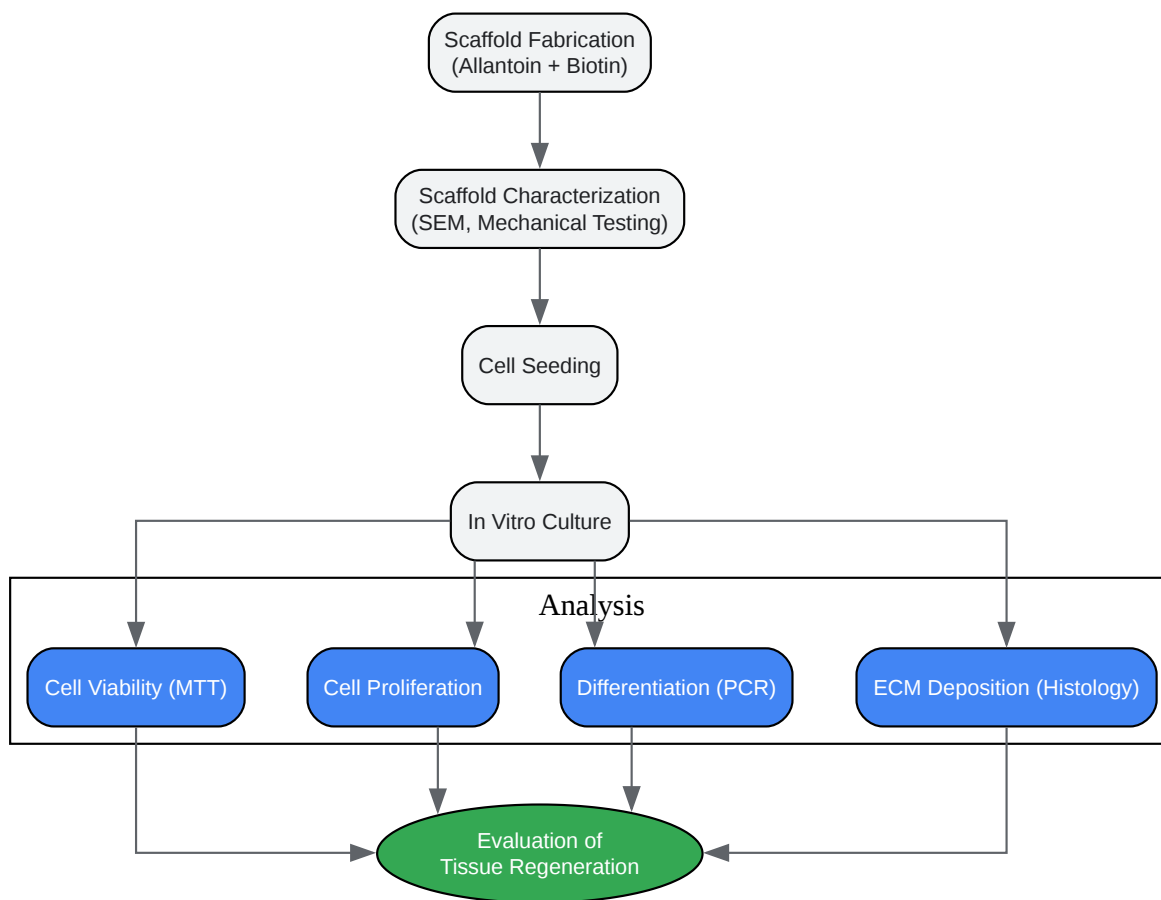 Scaffold Fabrication
(Allantoin + Biotin)
Scaffold Characterization
(SEM, Mechanical Testing)
Cell Seeding
In Vitro Culture
Analysis
Cell Viability (MTT)
Cell Proliferation
Differentiation (PCR)
ECM Deposition (Histology)
Evaluation of
Tissue Regeneration